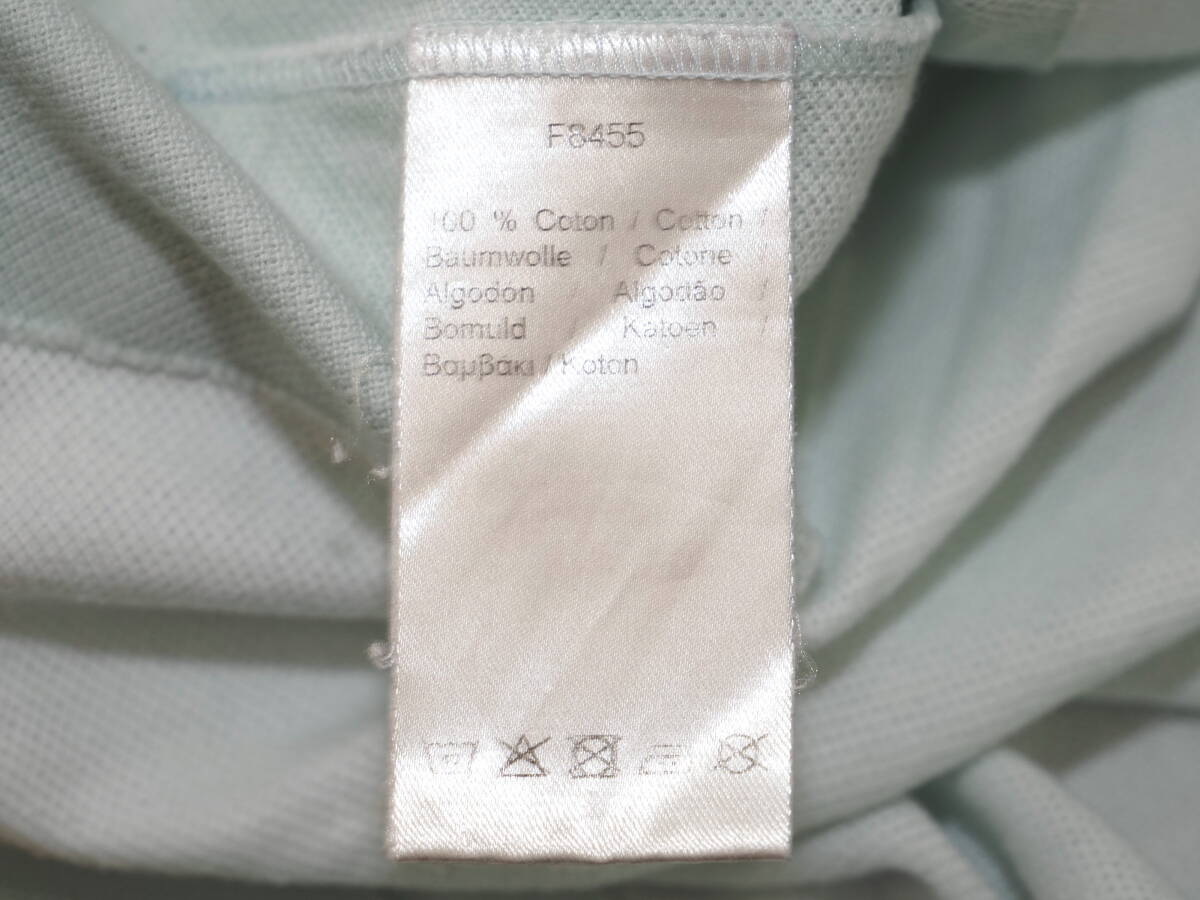 F8455
100 % Coton / Cotton /
Baumwolle / Cotone /
Algodon / Algodão /
Bomuld / Katoen /
Βαμβακι / Koton